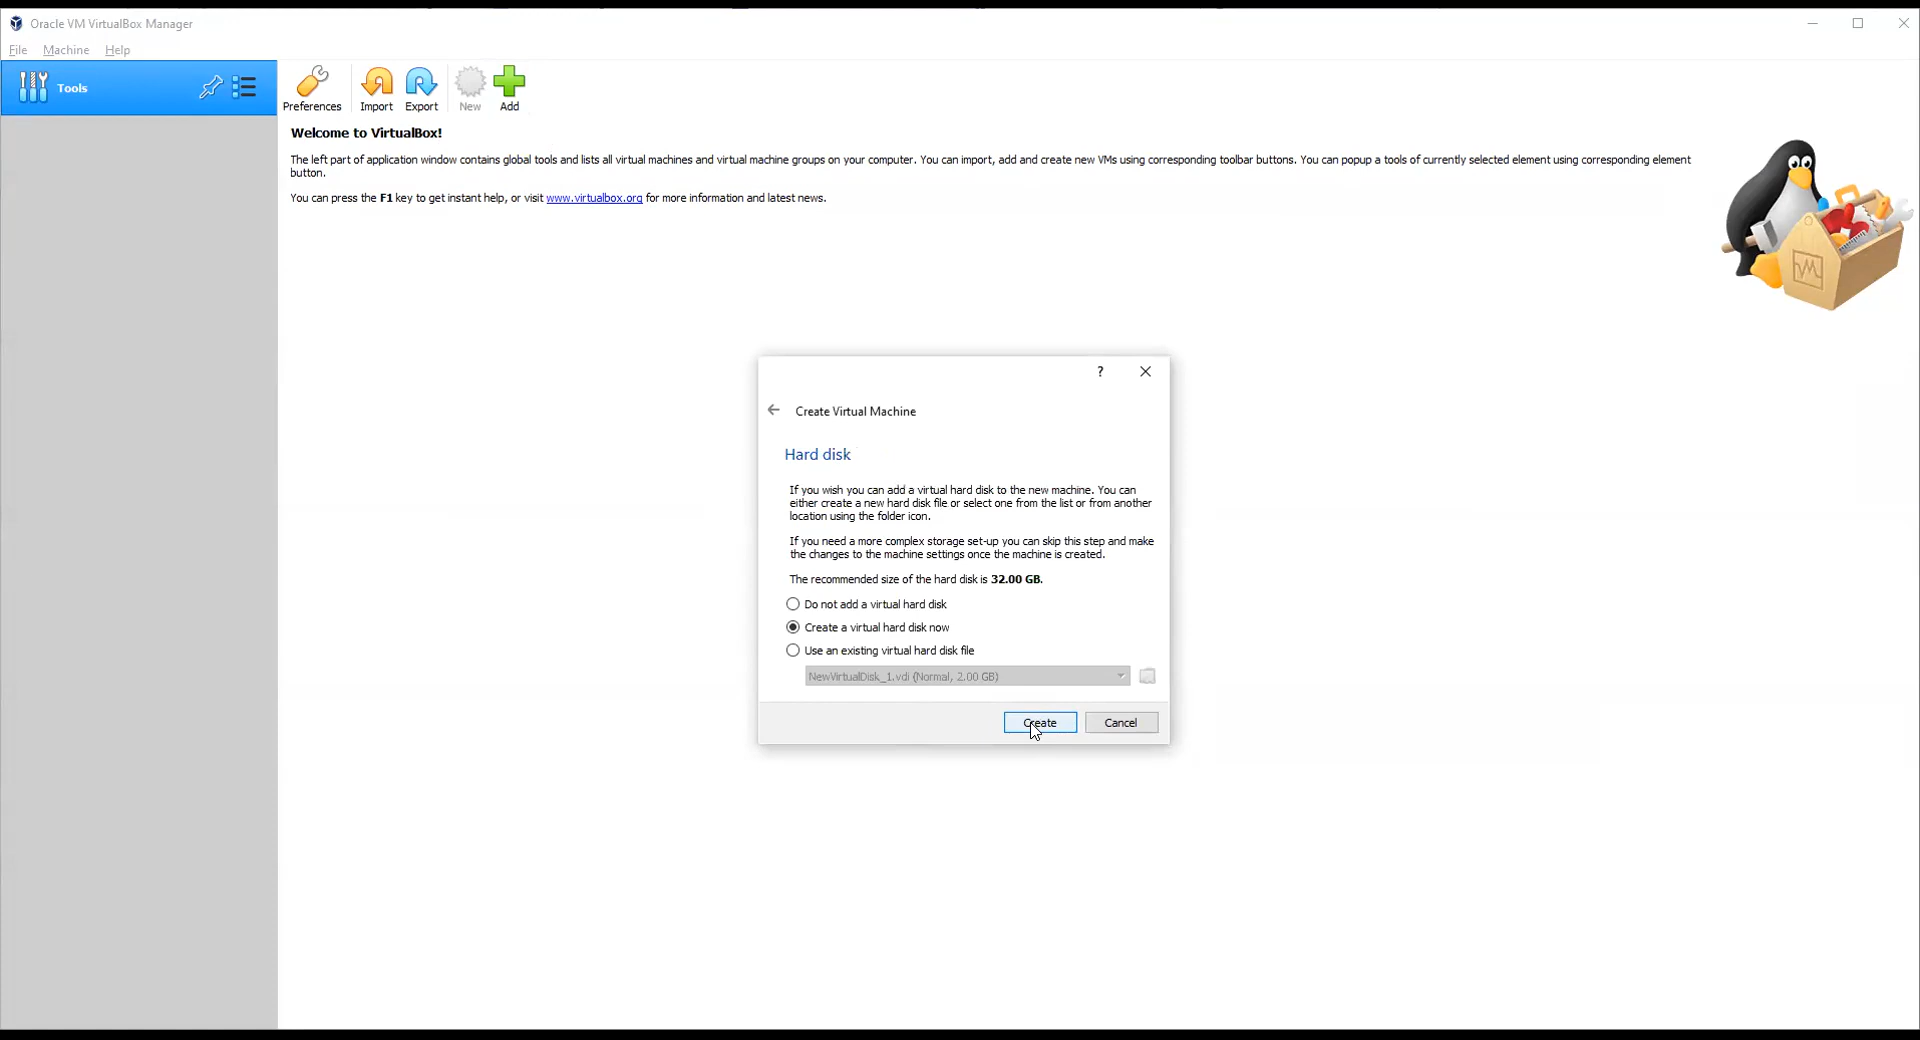 Oracle VM VirtualBox Manager
File Machine Help
Tools
Preferences Import Export New Add
Welcome to VirtualBox!
The left part of application window contains global tools and lists all virtual machines and virtual machine groups on your computer. You can import, add and create new VMs using corresponding toolbar buttons. You can popup a tools of currently selected element using corresponding element
button.
You can press the F1 key to get instant help, or visit www.virtualbox.org for more information and latest news.
?
Create Virtual Machine
Hard disk
If you wish you can add a virtual hard disk to the new machine. You can
either create a new hard disk file or select one from the list or from another
location using the folder icon.
If you need a more complex storage set-up you can skip this step and make
the changes to the machine settings once the machine is created.
The recommended size of the hard disk is 32.00 GB.
Do not add a virtual hard disk
Create a virtual hard disk now
Use an existing virtual hard disk file
NewVirtualDisk_1.vdi (Normal, 2.00 GB)
Create Cancel